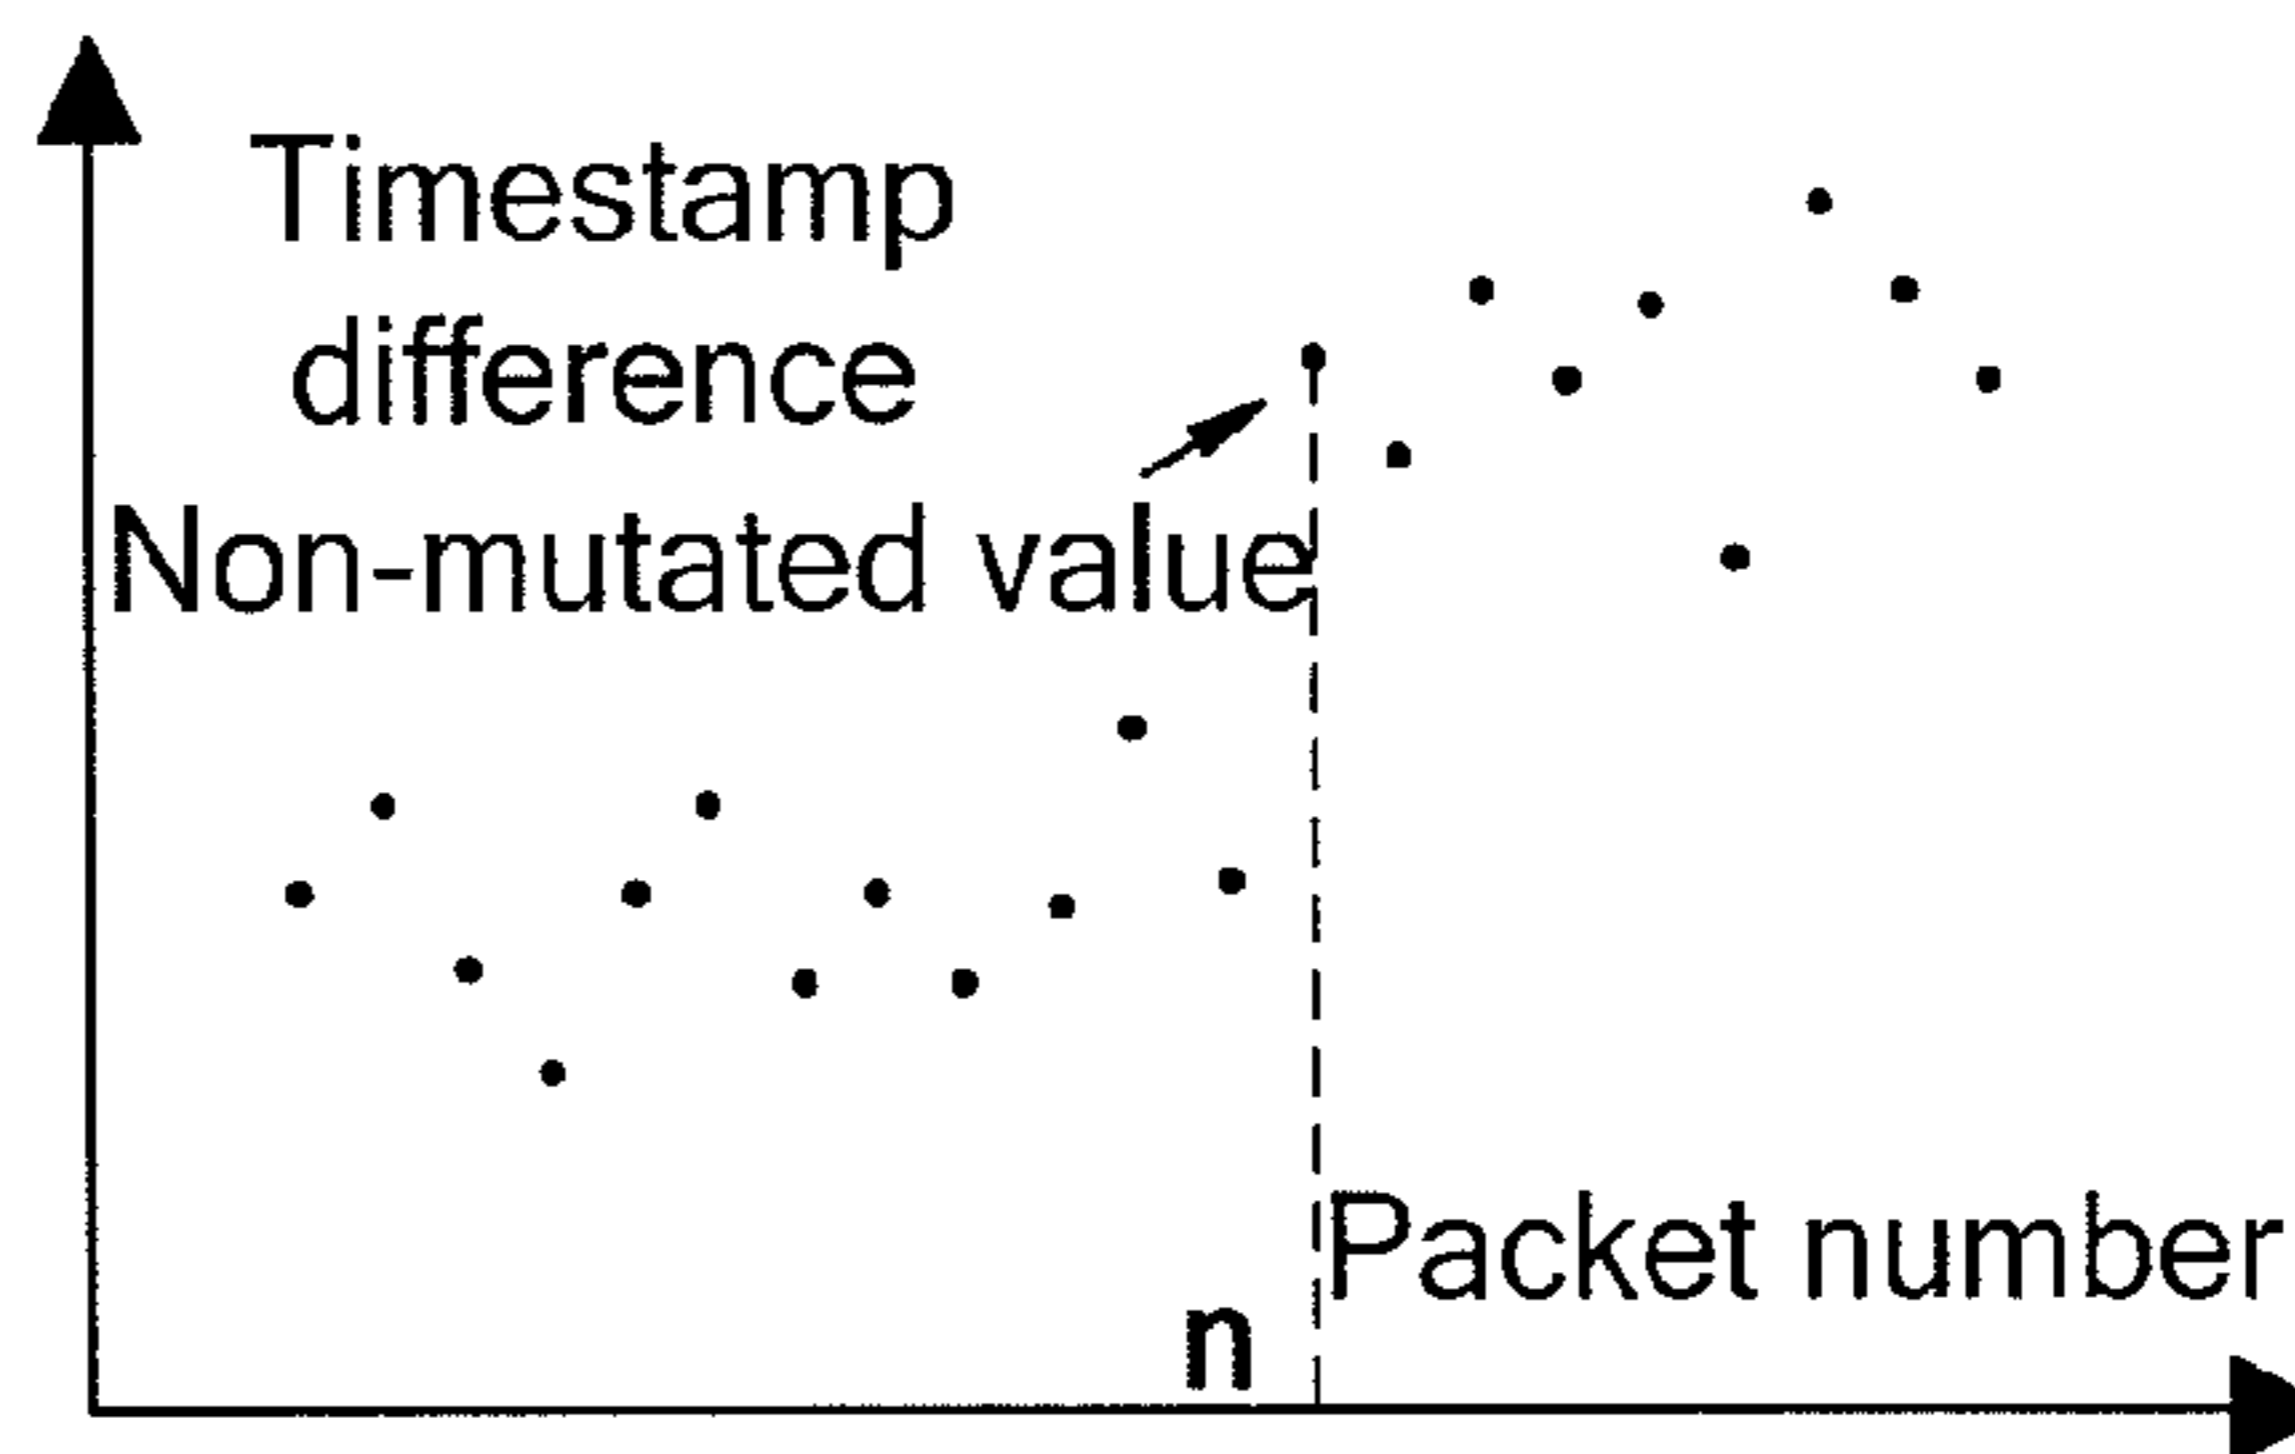 Timestamp
difference
Non-mutated value
Packet number
n